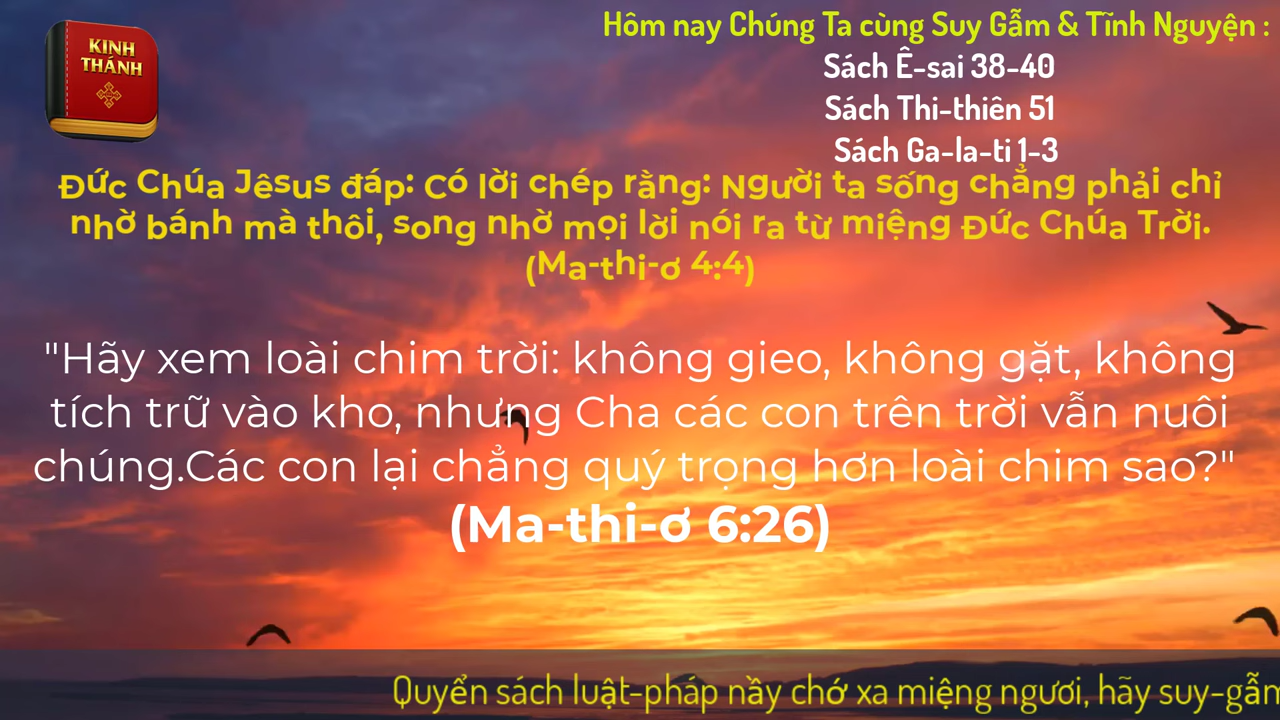 KINH
THÁNH
Hôm nay Chúng Ta cùng Suy Gẫm & Tĩnh Nguyện :
Sách Ê-sai 38-40
Sách Thi-thiên 51
Sách Ga-la-ti 1-3
Đức Chúa Jêsus đáp: Có lời chép rằng: Người ta sống chẳng phải chỉ
nhờ bánh mà thôi, song nhờ mọi lời nói ra từ miệng Đức Chúa Trời.
(Ma-thi-ơ 4:4)
"Hãy xem loài chim trời: không gieo, không gặt, không
tích trữ vào kho, nhưng Cha các con trên trời vẫn nuôi
chúng.Các con lại chẳng quý trọng hơn loài chim sao?"
(Ma-thi-ơ 6:26)
Quyển sách luật-pháp nầy chớ xa miệng ngươi, hãy suy-gẫn